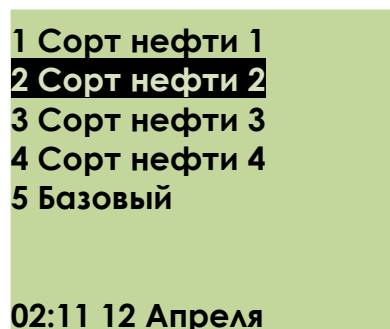 1 Сорт нефти 1
2 Сорт нефти 2
3 Сорт нефти 3
4 Сорт нефти 4
5 Базовый
02:11 12 Апреля